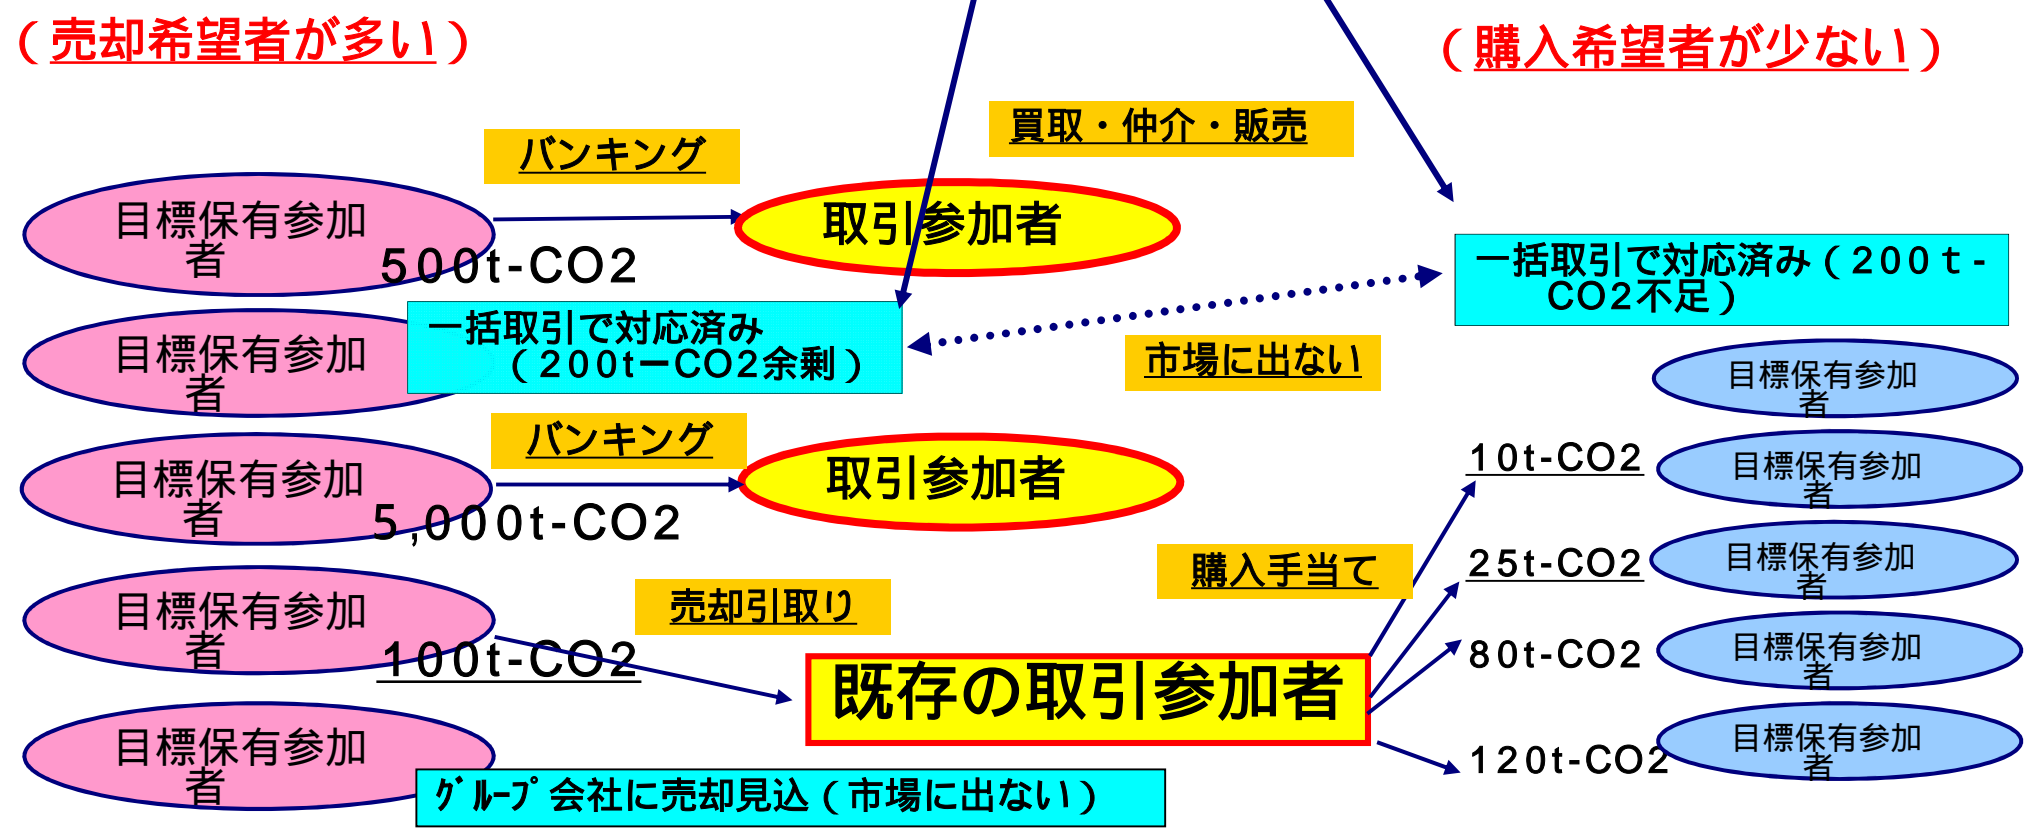 （売却希望者が多い）
（購入希望者が少ない）
買取・仲介・販売
バンキング
目標保有参加
者
500t-CO2
取引参加者
一括取引で対応済み（200ｔ-
CO2不足）
目標保有参加
者
一括取引で対応済み
（200tーCO2余剰）
市場に出ない
目標保有参加
者
バンキング
目標保有参加
者
5,000t-CO2
取引参加者
10t-CO2
目標保有参加
者
購入手当て
25t-CO2
目標保有参加
者
売却引取り
目標保有参加
者
100t-CO2
既存の取引参加者
80t-CO2
目標保有参加
者
120t-CO2
目標保有参加
者
目標保有参加
者
ｸﾞﾙｰﾌﾟ会社に売却見込（市場に出ない）